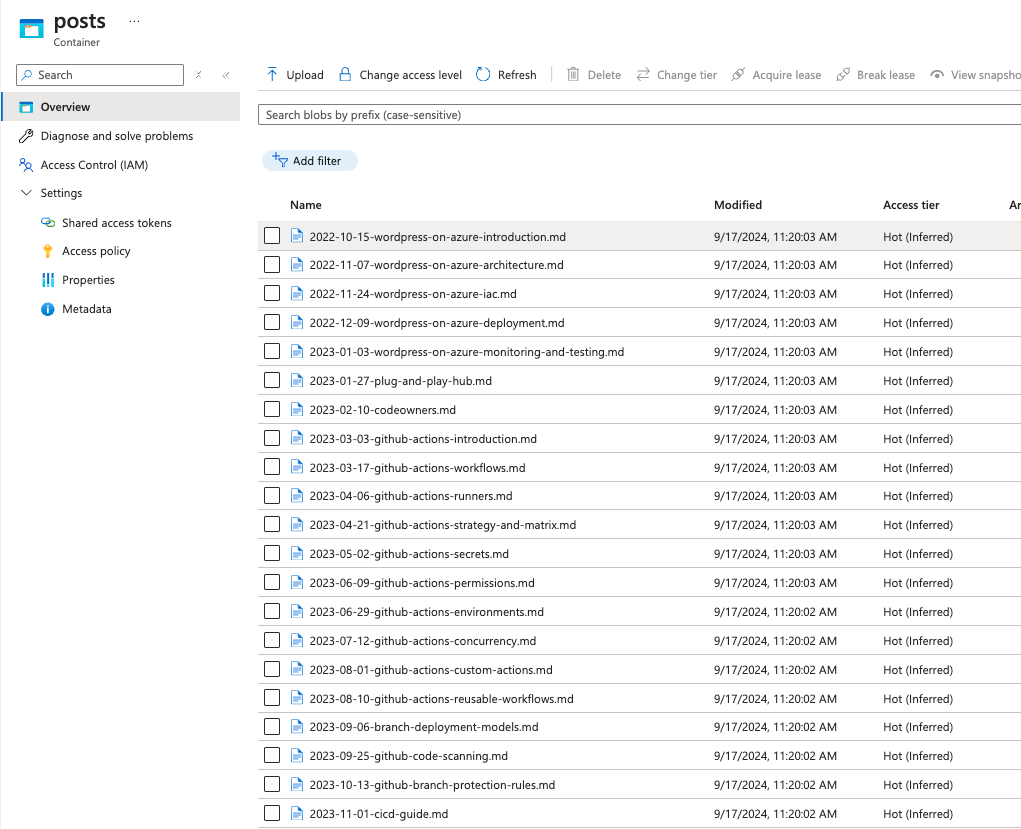 posts ...
Container
Search
Upload Change access level Refresh Delete Change tier Acquire lease Break lease View snapsho
Overview
Search blobs by prefix (case-sensitive)
Diagnose and solve problems
Add filter
Access Control (IAM)
Settings
Shared access tokens
Access policy
Properties
Metadata
Name Modified Access tier Ar
2022-10-15-wordpress-on-azure-introduction.md 9/17/2024, 11:20:03 AM Hot (Inferred)
2022-11-07-wordpress-on-azure-architecture.md 9/17/2024, 11:20:03 AM Hot (Inferred)
2022-11-24-wordpress-on-azure-iac.md 9/17/2024, 11:20:03 AM Hot (Inferred)
2022-12-09-wordpress-on-azure-deployment.md 9/17/2024, 11:20:03 AM Hot (Inferred)
2023-01-03-wordpress-on-azure-monitoring-and-testing.md 9/17/2024, 11:20:03 AM Hot (Inferred)
2023-01-27-plug-and-play-hub.md 9/17/2024, 11:20:03 AM Hot (Inferred)
2023-02-10-codeowners.md 9/17/2024, 11:20:03 AM Hot (Inferred)
2023-03-03-github-actions-introduction.md 9/17/2024, 11:20:03 AM Hot (Inferred)
2023-03-17-github-actions-workflows.md 9/17/2024, 11:20:03 AM Hot (Inferred)
2023-04-06-github-actions-runners.md 9/17/2024, 11:20:03 AM Hot (Inferred)
2023-04-21-github-actions-strategy-and-matrix.md 9/17/2024, 11:20:03 AM Hot (Inferred)
2023-05-02-github-actions-secrets.md 9/17/2024, 11:20:03 AM Hot (Inferred)
2023-06-09-github-actions-permissions.md 9/17/2024, 11:20:03 AM Hot (Inferred)
2023-06-29-github-actions-environments.md 9/17/2024, 11:20:02 AM Hot (Inferred)
2023-07-12-github-actions-concurrency.md 9/17/2024, 11:20:02 AM Hot (Inferred)
2023-08-01-github-actions-custom-actions.md 9/17/2024, 11:20:02 AM Hot (Inferred)
2023-08-10-github-actions-reusable-workflows.md 9/17/2024, 11:20:02 AM Hot (Inferred)
2023-09-06-branch-deployment-models.md 9/17/2024, 11:20:02 AM Hot (Inferred)
2023-09-25-github-code-scanning.md 9/17/2024, 11:20:02 AM Hot (Inferred)
2023-10-13-github-branch-protection-rules.md 9/17/2024, 11:20:02 AM Hot (Inferred)
2023-11-01-cicd-guide.md 9/17/2024, 11:20:02 AM Hot (Inferred)